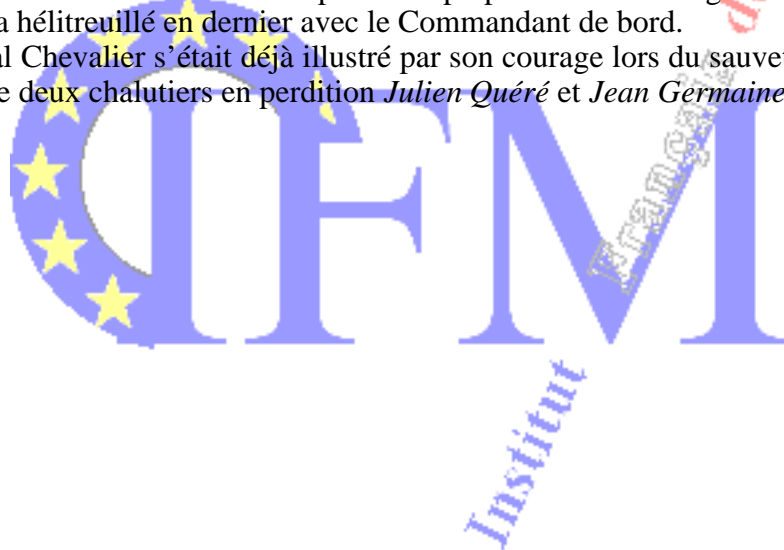 a hélitreuillé en dernier avec le Commandant de bord.
al Chevalier s’était déjà illustré par son courage lors du sauvet
e deux chalutiers en perdition Julien Quéré et Jean Germaine
IFM
Institut
Français